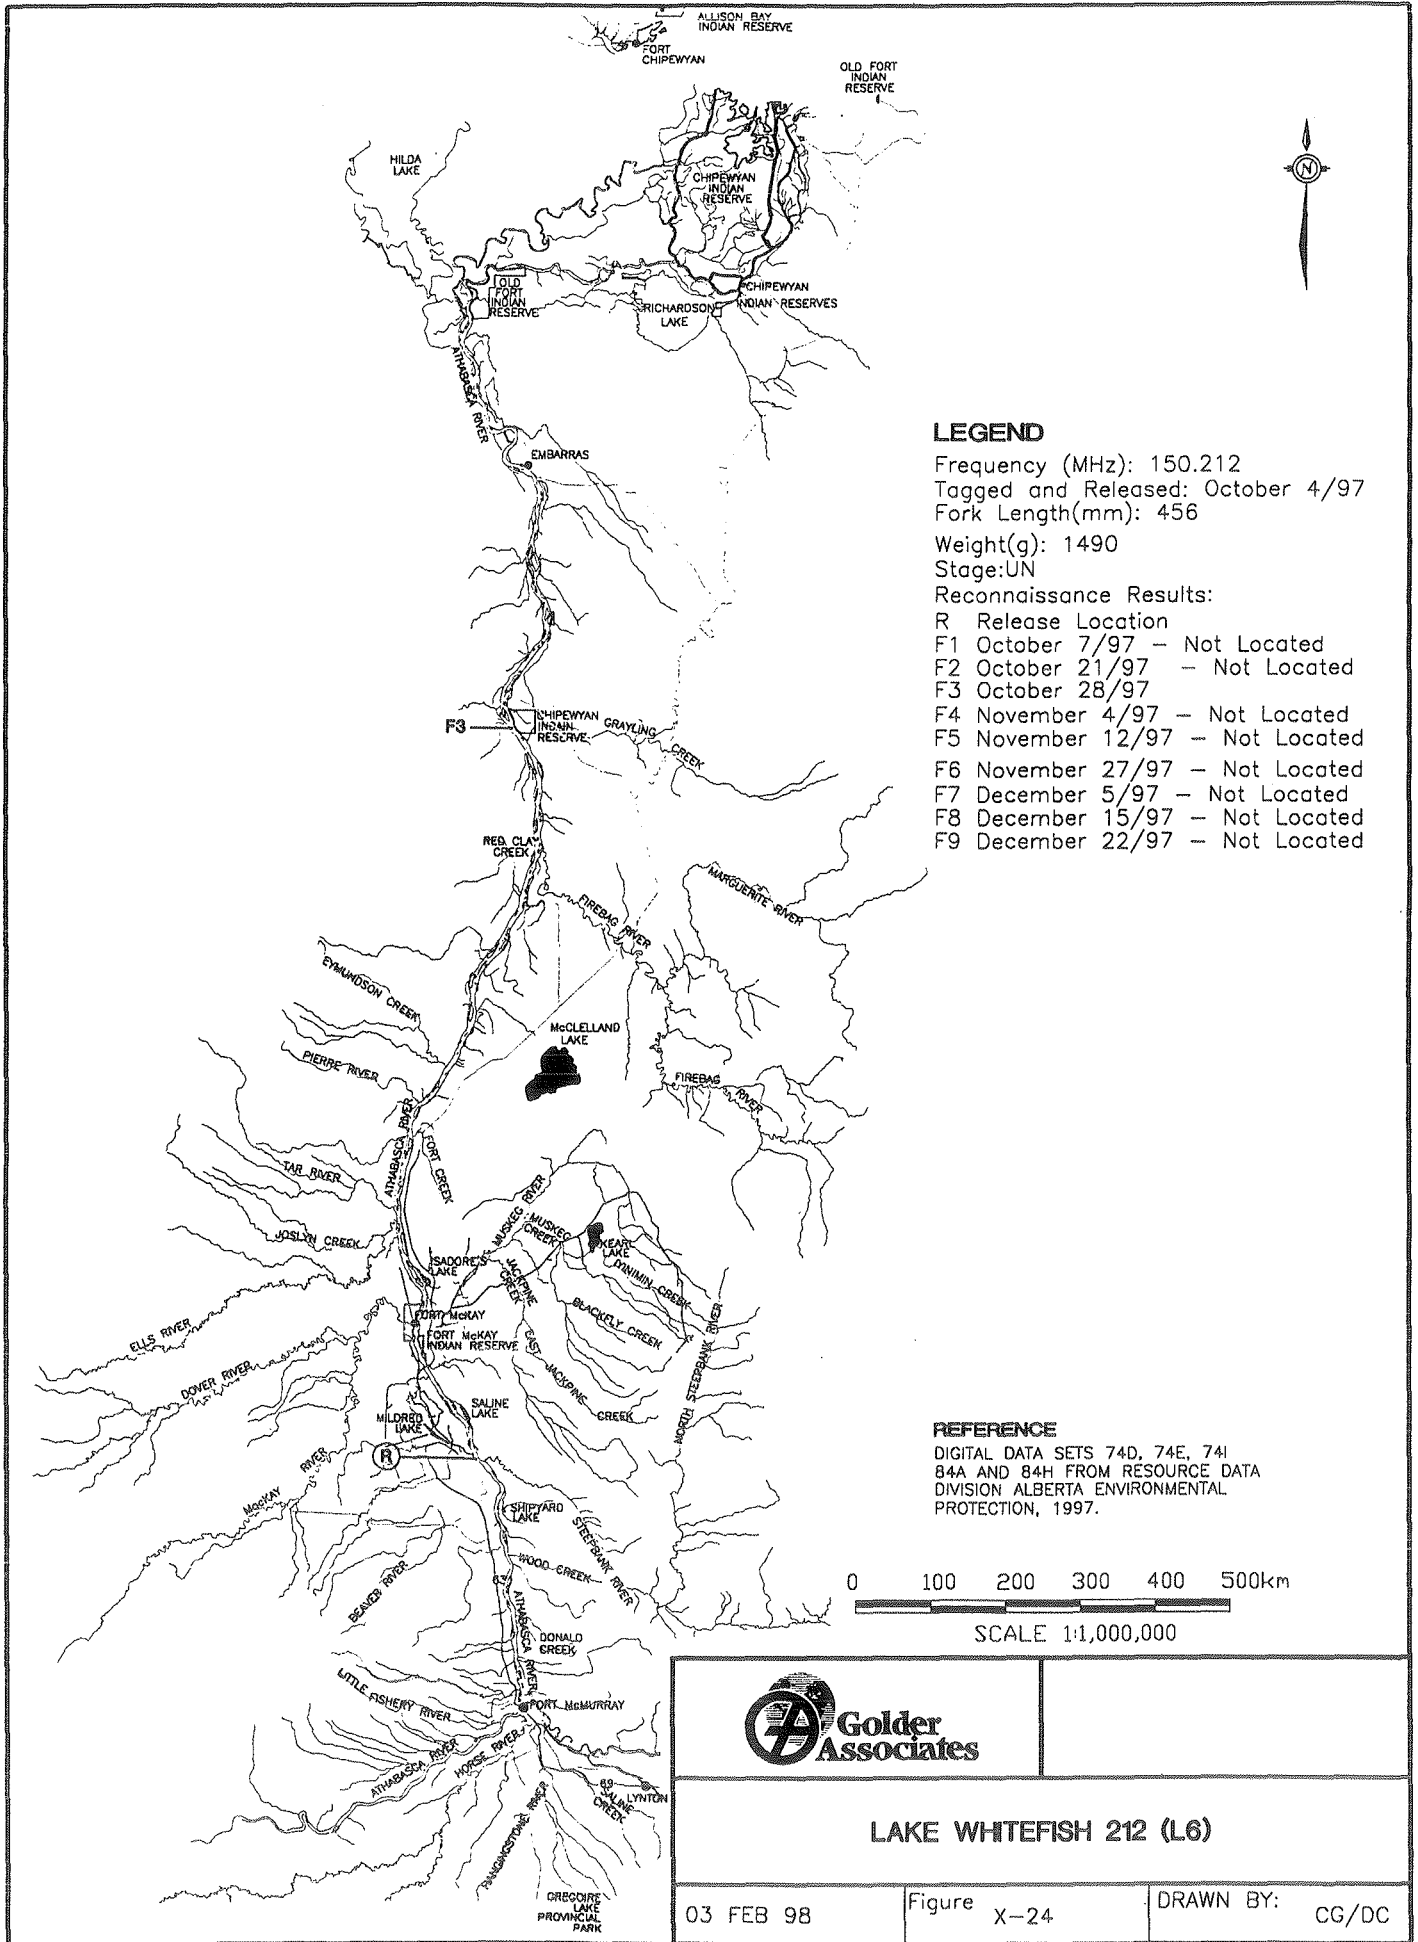 ALLISON BAY
INDIAN RESERVE
FORT
CHIPEWYAN
OLD FORT
INDIAN
RESERVE
HILDA
LAKE
N
CHIPEWYAN
INDIAN
RESERVE
OLD
FORT
INDIAN
RESERVE
CHIPEWYAN
INDIAN RESERVES
RICHARDSON
LAKE
ATHABASCA RIVER
EMBARRAS
LEGEND
Frequency (MHz): 150.212
Tagged and Released: October 4/97
Fork Length(mm): 456
Weight(g): 1490
Stage:UN
Reconnaissance Results:
R Release Location
F1 October 7/97 - Not Located
F2 October 21/97 - Not Located
F3 October 28/97
F4 November 4/97 - Not Located
F5 November 12/97 - Not Located
F6 November 27/97 - Not Located
F7 December 5/97 - Not Located
F8 December 15/97 - Not Located
F9 December 22/97 - Not Located
F3
CHIPEWYAN
INDAIN
RESERVE
GRAYLING
CREEK
RED CLAY
CREEK
MARGUERITE RIVER
FIREBAG RIVER
EYMUNDSON CREEK
McCLELLAND
LAKE
PIERRE RIVER
FIREBAG RIVER
ATHABASCA RIVER
FORT CREEK
TAR RIVER
JOSLYN CREEK
MUSKEG RIVER
MUSKEG
CREEK
KEARL
LAKE
ISADORE'S
LAKE
JACKPINE
CREEK
IYINIMIN CREEK
BLACKFLY CREEK
FORT McKAY
FORT McKAY
INDIAN RESERVE
ELLS RIVER
DOVER RIVER
EAST JACKPINE CREEK
NORTH STEEPBANK RIVER
SALINE
LAKE
MILDRED
LAKE
R
MacKAY RIVER
SHIPYARD
LAKE
STEEPBANK RIVER
WOOD CREEK
BEAVER RIVER
63
ATHABASCA RIVER
DONALD
CREEK
REFERENCE
DIGITAL DATA SETS 74D, 74E, 74I
84A AND 84H FROM RESOURCE DATA
DIVISION ALBERTA ENVIRONMENTAL
PROTECTION, 1997.
0 100 200 300 400 500km
SCALE 1:1,000,000
LITTLE FISHERY RIVER
FORT McMURRAY
ATHABASCA RIVER
HORSE RIVER
69
LYNTON
SALINE
CREEK
HANGINGSTONE RIVER
GREGOIRE
LAKE
PROVINCIAL
PARK
Golder
Associates
LAKE WHITEFISH 212 (L6)
03 FEB 98
Figure X-24
DRAWN BY: CG/DC